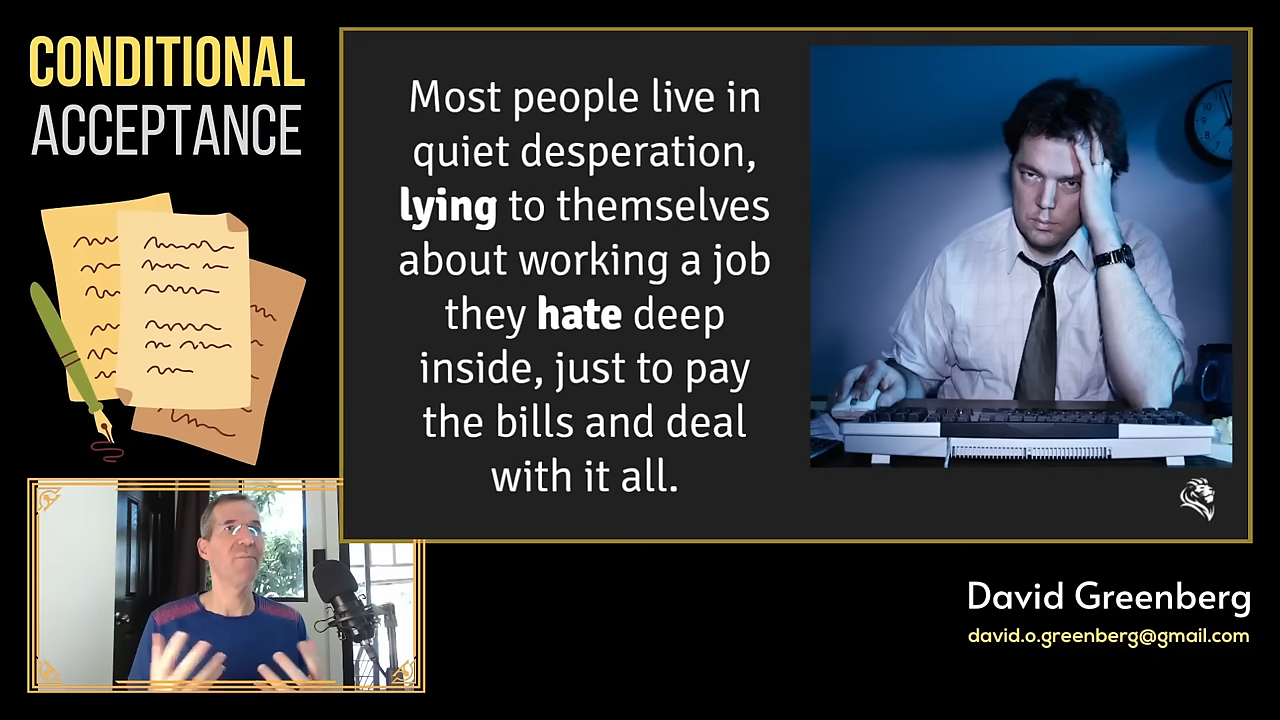 CONDITIONAL
ACCEPTANCE
Most people live in
quiet desperation,
lying to themselves
about working a job
they hate deep
inside, just to pay
the bills and deal
with it all.
David Greenberg
david.o.greenberg@gmail.com